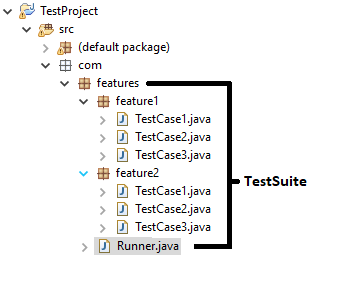 TestProject
src
(default package)
com
features
feature1
TestCase1.java
TestCase2.java
TestCase3.java
feature2
TestCase1.java
TestCase2.java
TestCase3.java
Runner.java
TestSuite